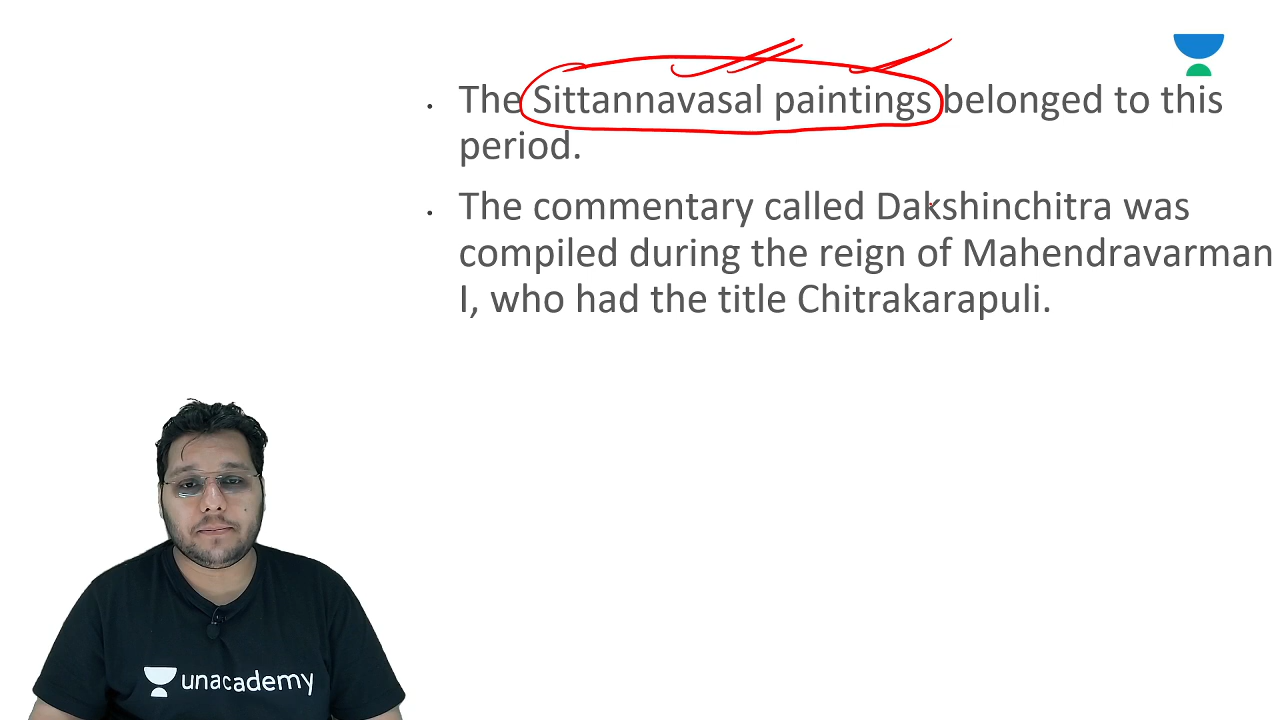 • The Sittannavasal paintings belonged to this
period.
• The commentary called Dakshinchitra was
compiled during the reign of Mahendravarman
I, who had the title Chitrakarapuli.
unacademy